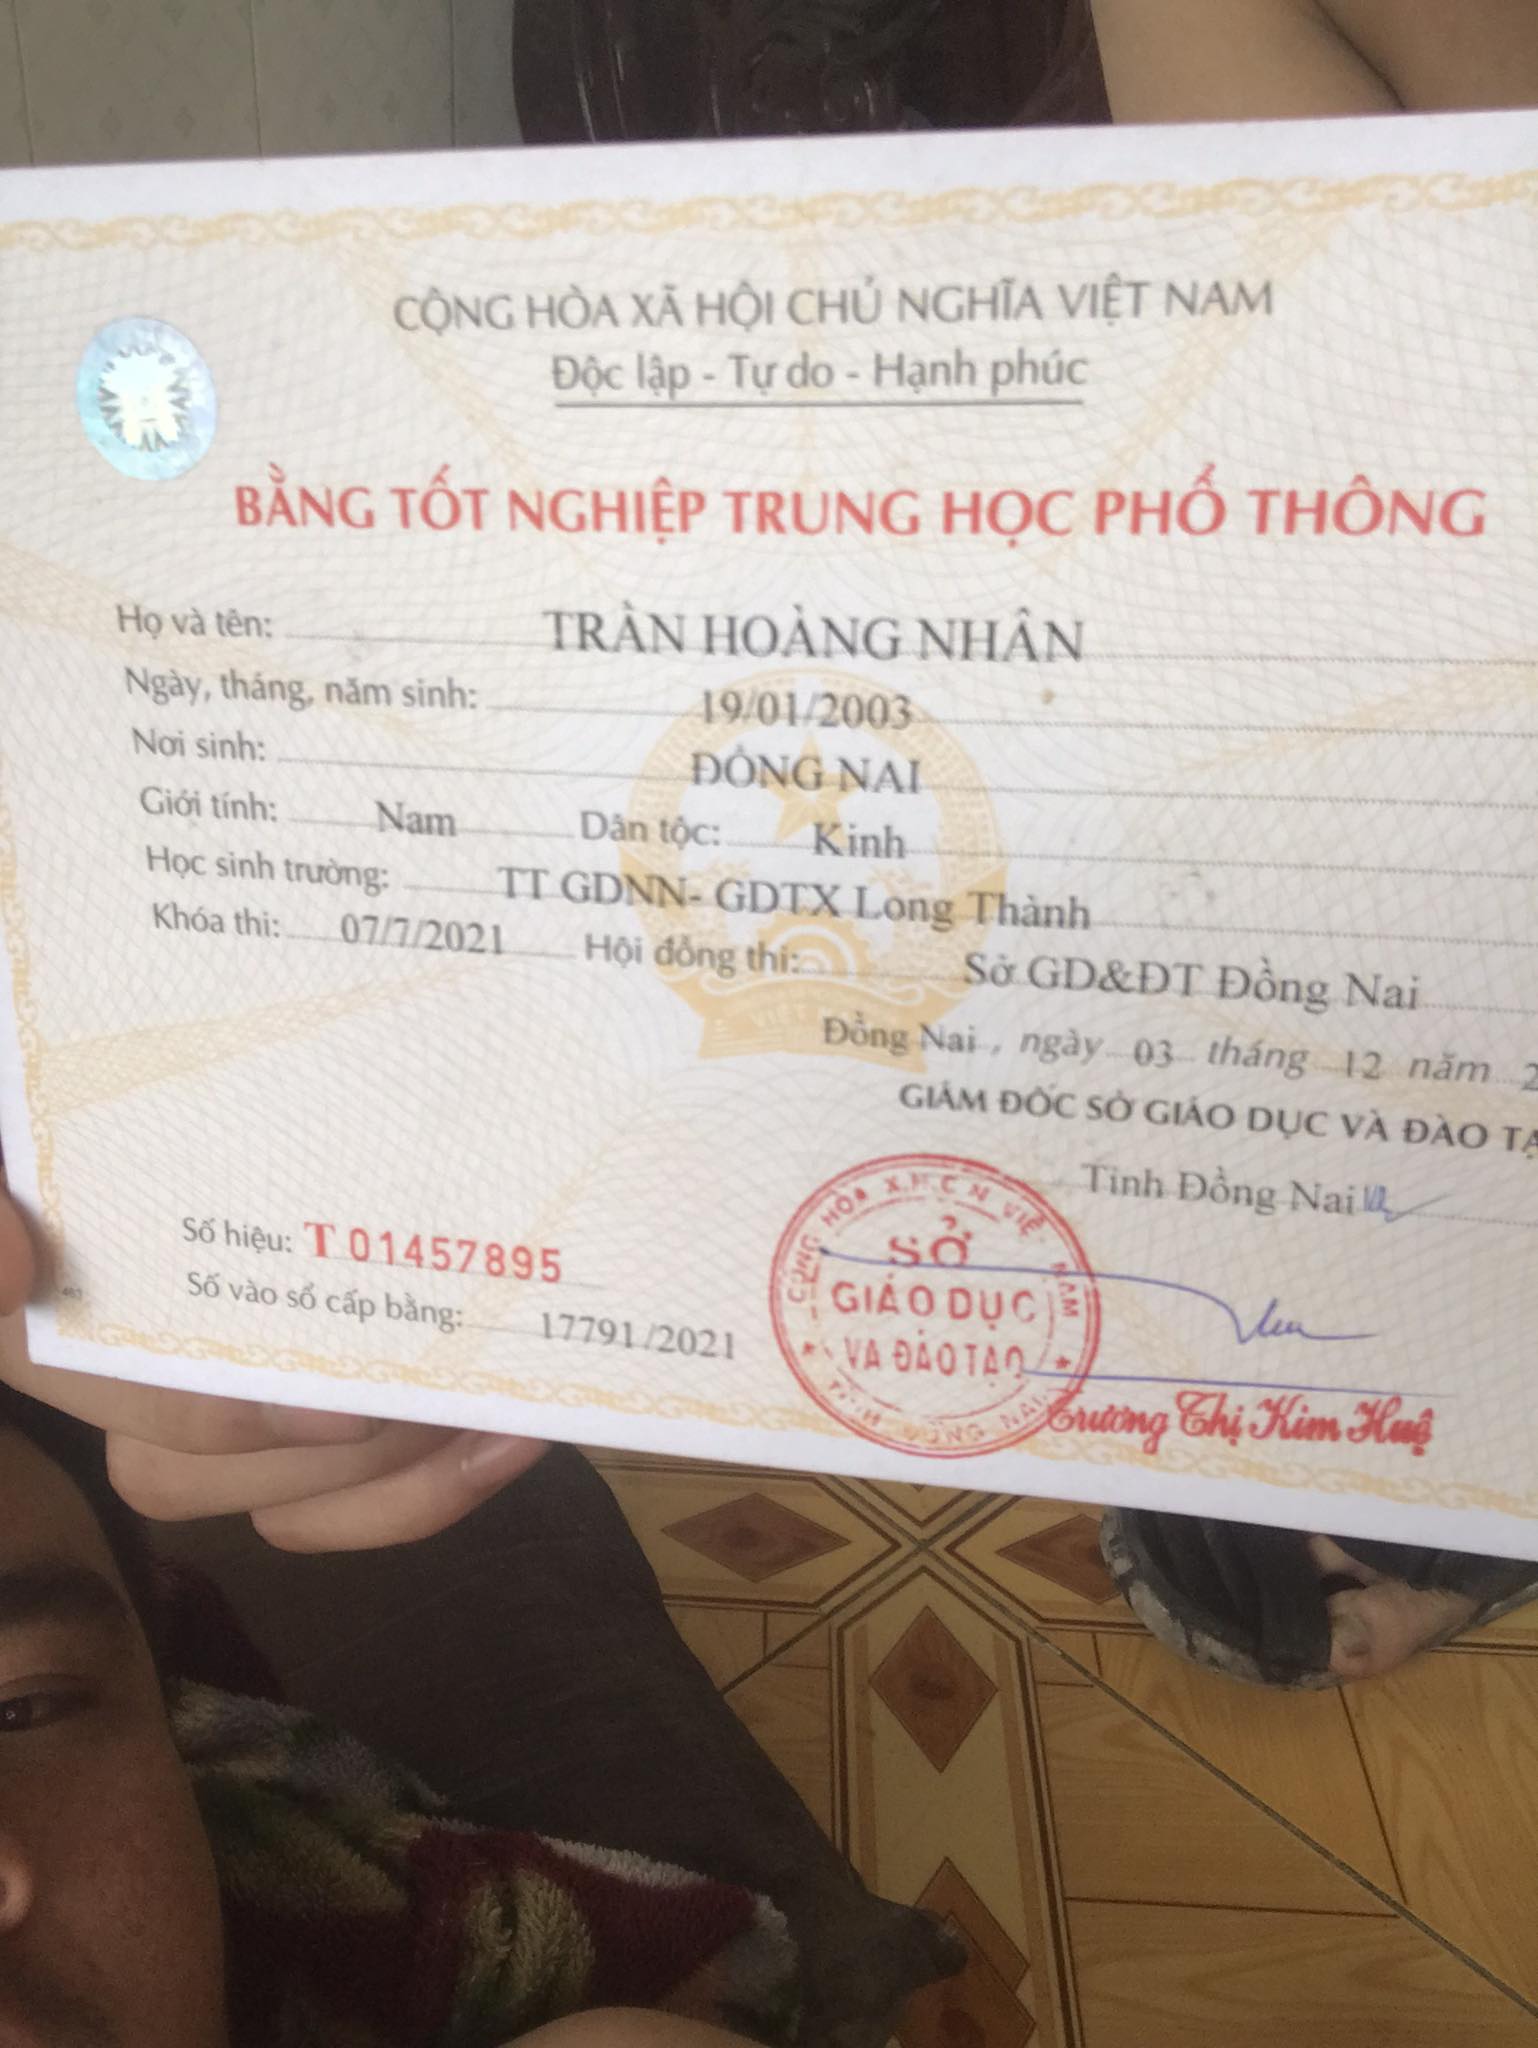 CỘNG HÒA XÃ HỘI CHỦ NGHĨA VIỆT NAM
Độc lập - Tự do - Hạnh phúc
BẰNG TỐT NGHIỆP TRUNG HỌC PHỔ THÔNG
Họ và tên: TRẦN HOÀNG NHÂN
Ngày, tháng, năm sinh: 19/01/2003
Nơi sinh: ĐỒNG NAI
Giới tính: Nam Dân tộc: Kinh
Học sinh trường: TT GDNN- GDTX Long Thành
Khóa thi: 07/7/2021 Hội đồng thi: Sở GD&ĐT Đồng Nai
Đồng Nai , ngày 03 tháng 12 năm 2
GIÁM ĐỐC SỞ GIÁO DỤC VÀ ĐÀO TẠ
Tỉnh Đồng Nai
Số hiệu: T 01457895
Số vào sổ cấp bằng: 17791/2021
CỘNG HÒA X.H.C.N VIỆT NAM
SỞ
GIÁO DỤC
VÀ ĐÀO TẠO
TỈNH ĐỒNG NAI
Trương Thị Kim Huệ